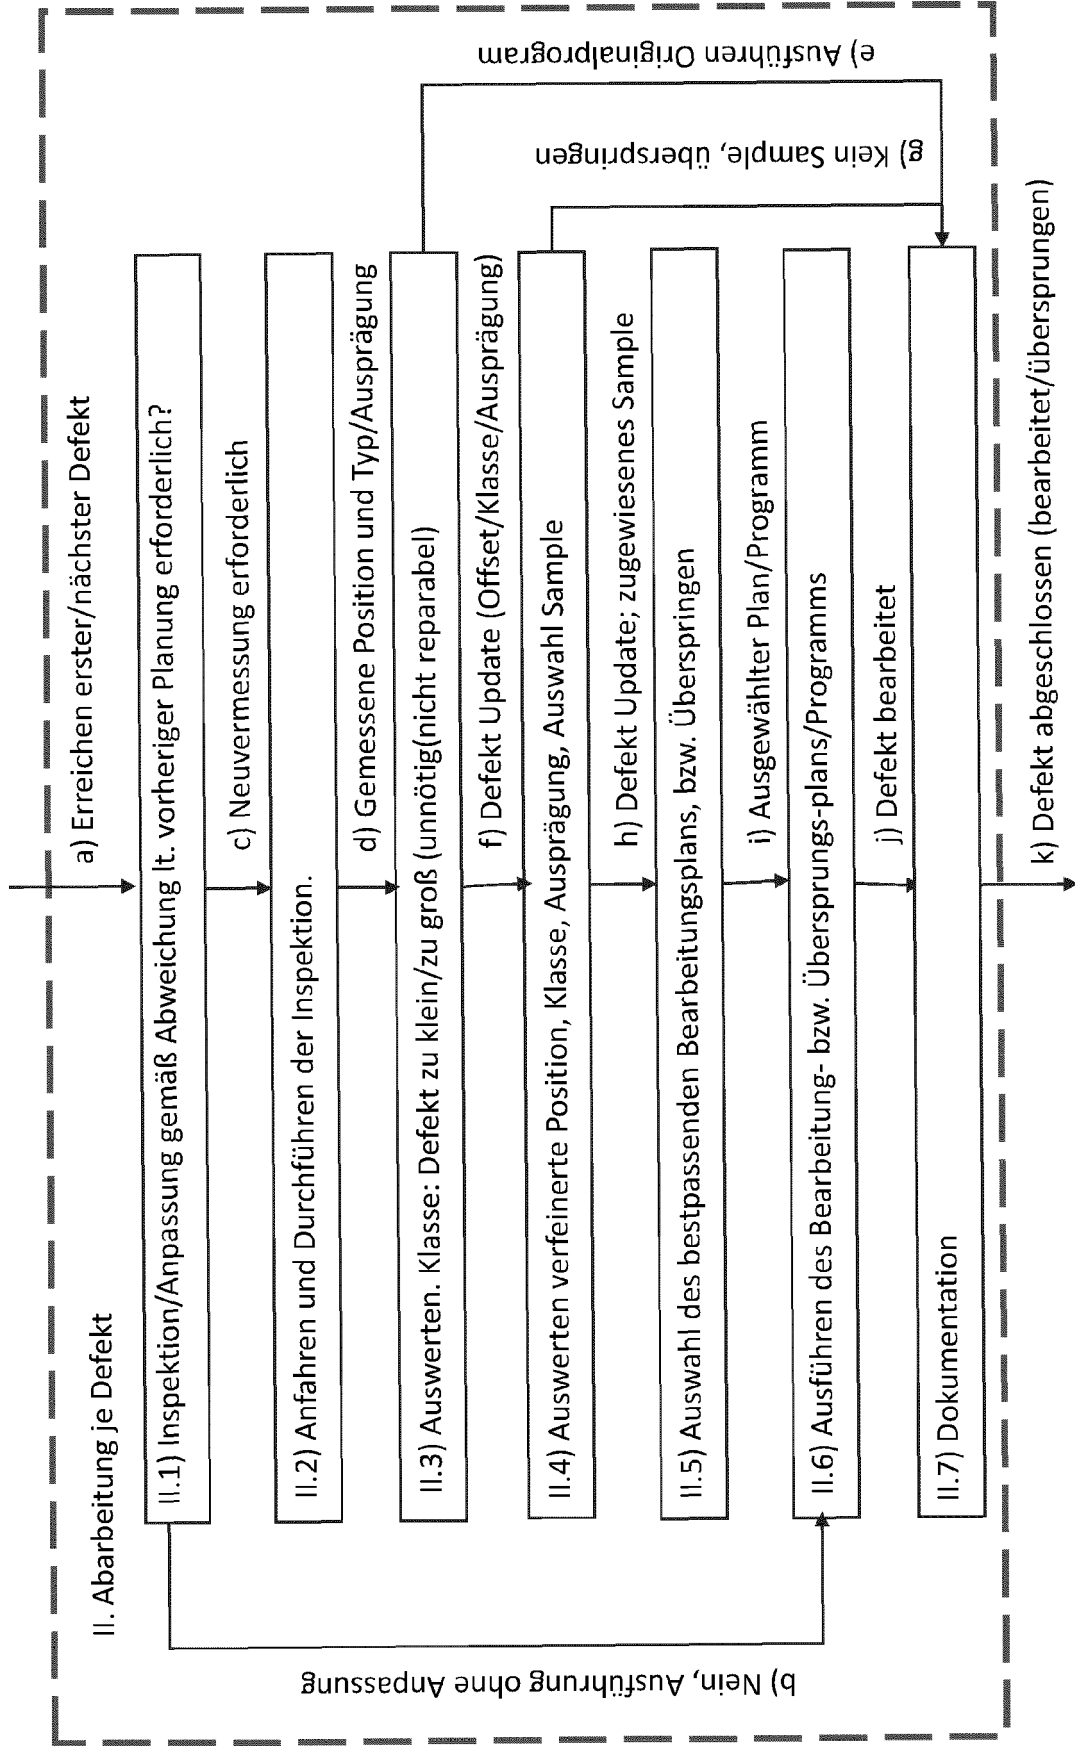 II. Abarbeitung je Defekt
a) Erreichen erster/nächster Defekt
II.1) Inspektion/Anpassung gemäß Abweichung lt. vorheriger Planung erforderlich?
b) Nein, Ausführung ohne Anpassung
c) Neuvermessung erforderlich
II.2) Anfahren und Durchführen der Inspektion.
d) Gemessene Position und Typ/Ausprägung
II.3) Auswerten. Klasse: Defekt zu klein/zu groß (unnötig(nicht reparabel)
e) Ausführen Originalprogram
f) Defekt Update (Offset/Klasse/Ausprägung)
II.4) Auswerten verfeinerte Position, Klasse, Ausprägung, Auswahl Sample
g) Kein Sample, überspringen
h) Defekt Update; zugewiesenes Sample
II.5) Auswahl des bestpassenden Bearbeitungsplans, bzw. Überspringen
i) Ausgewählter Plan/Programm
II.6) Ausführen des Bearbeitung- bzw. Übersprungs-plans/Programms
j) Defekt bearbeitet
II.7) Dokumentation
k) Defekt abgeschlossen (bearbeitet/übersprungen)